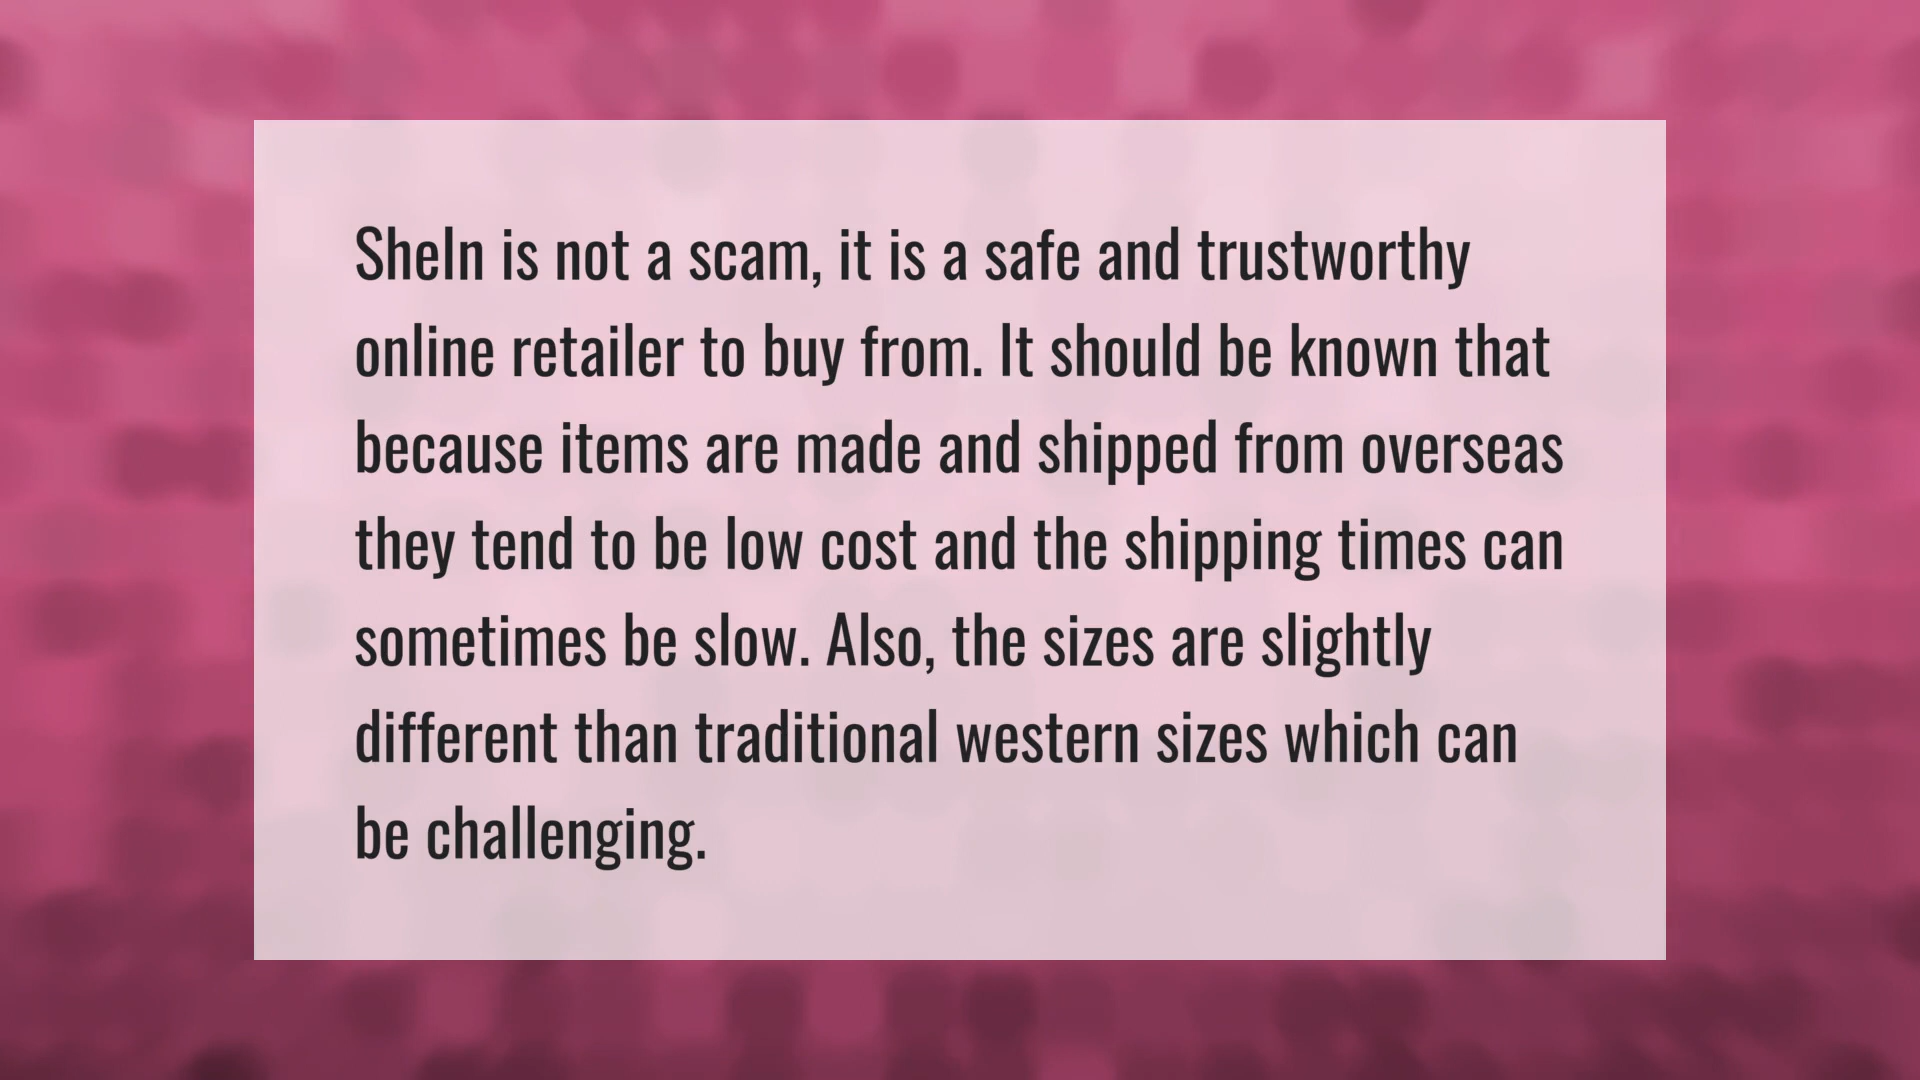 SheIn is not a scam, it is a safe and trustworthy
online retailer to buy from. It should be known that
because items are made and shipped from overseas
they tend to be low cost and the shipping times can
sometimes be slow. Also, the sizes are slightly
different than traditional western sizes which can
be challenging.